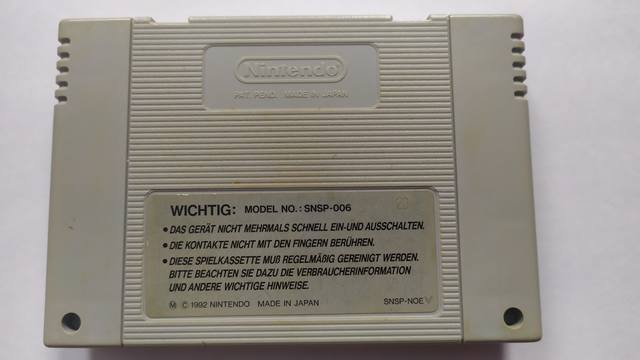 Nintendo
PAT. PEND. MADE IN JAPAN
WICHTIG: MODEL NO.: SNSP-006
• DAS GERÄT NICHT MEHRMALS SCHNELL EIN-UND AUSSCHALTEN.
• DIE KONTAKTE NICHT MIT DEN FINGERN BERÜHREN.
• DIESE SPIELKASSETTE MUß REGELMÄßIG GEREINIGT WERDEN.
BITTE BEACHTEN SIE DAZU DIE VERBRAUCHERINFORMATION
UND ANDERE WICHTIGE HINWEISE.
Ⓜ © 1992 NINTENDO MADE IN JAPAN SNSP-NOE